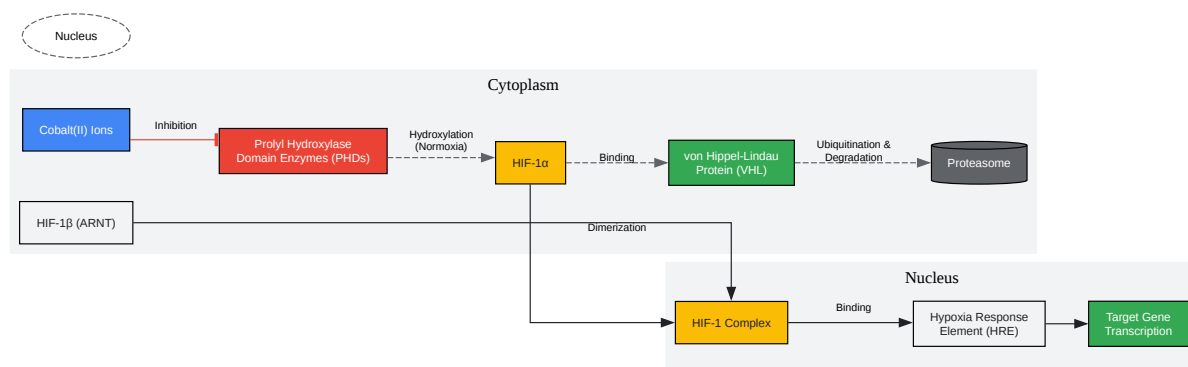 Nucleus
Cytoplasm
Cobalt(II) Ions
Inhibition
Prolyl Hydroxylase
Domain Enzymes (PHDs)
Hydroxylation
(Normoxia)
HIF-1α
Binding
von Hippel-Lindau
Protein (VHL)
Ubiquitination &
Degradation
Proteasome
HIF-1β (ARNT)
Dimerization
Nucleus
HIF-1 Complex
Binding
Hypoxia Response
Element (HRE)
Target Gene
Transcription